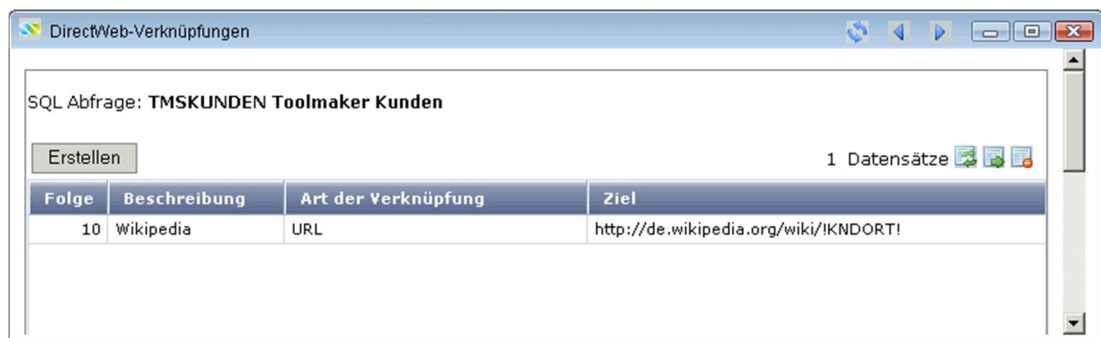 DirectWeb-Verknüpfungen
SQL Abfrage: TMSKUNDEN Toolmaker Kunden
Erstellen 1 Datensätze
Folge Beschreibung Art der Verknüpfung Ziel
10 Wikipedia URL http://de.wikipedia.org/wiki/!KNDORT!